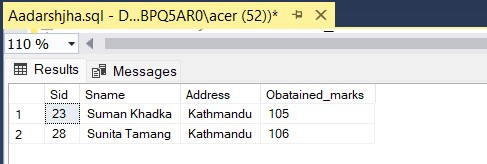 Aadarshjha.sql - D...BPQ5AR0\acer (52))*
110 %
Results Messages
Sid Sname Address Obatained_marks
1 23 Suman Khadka Kathmandu 105
2 28 Sunita Tamang Kathmandu 106